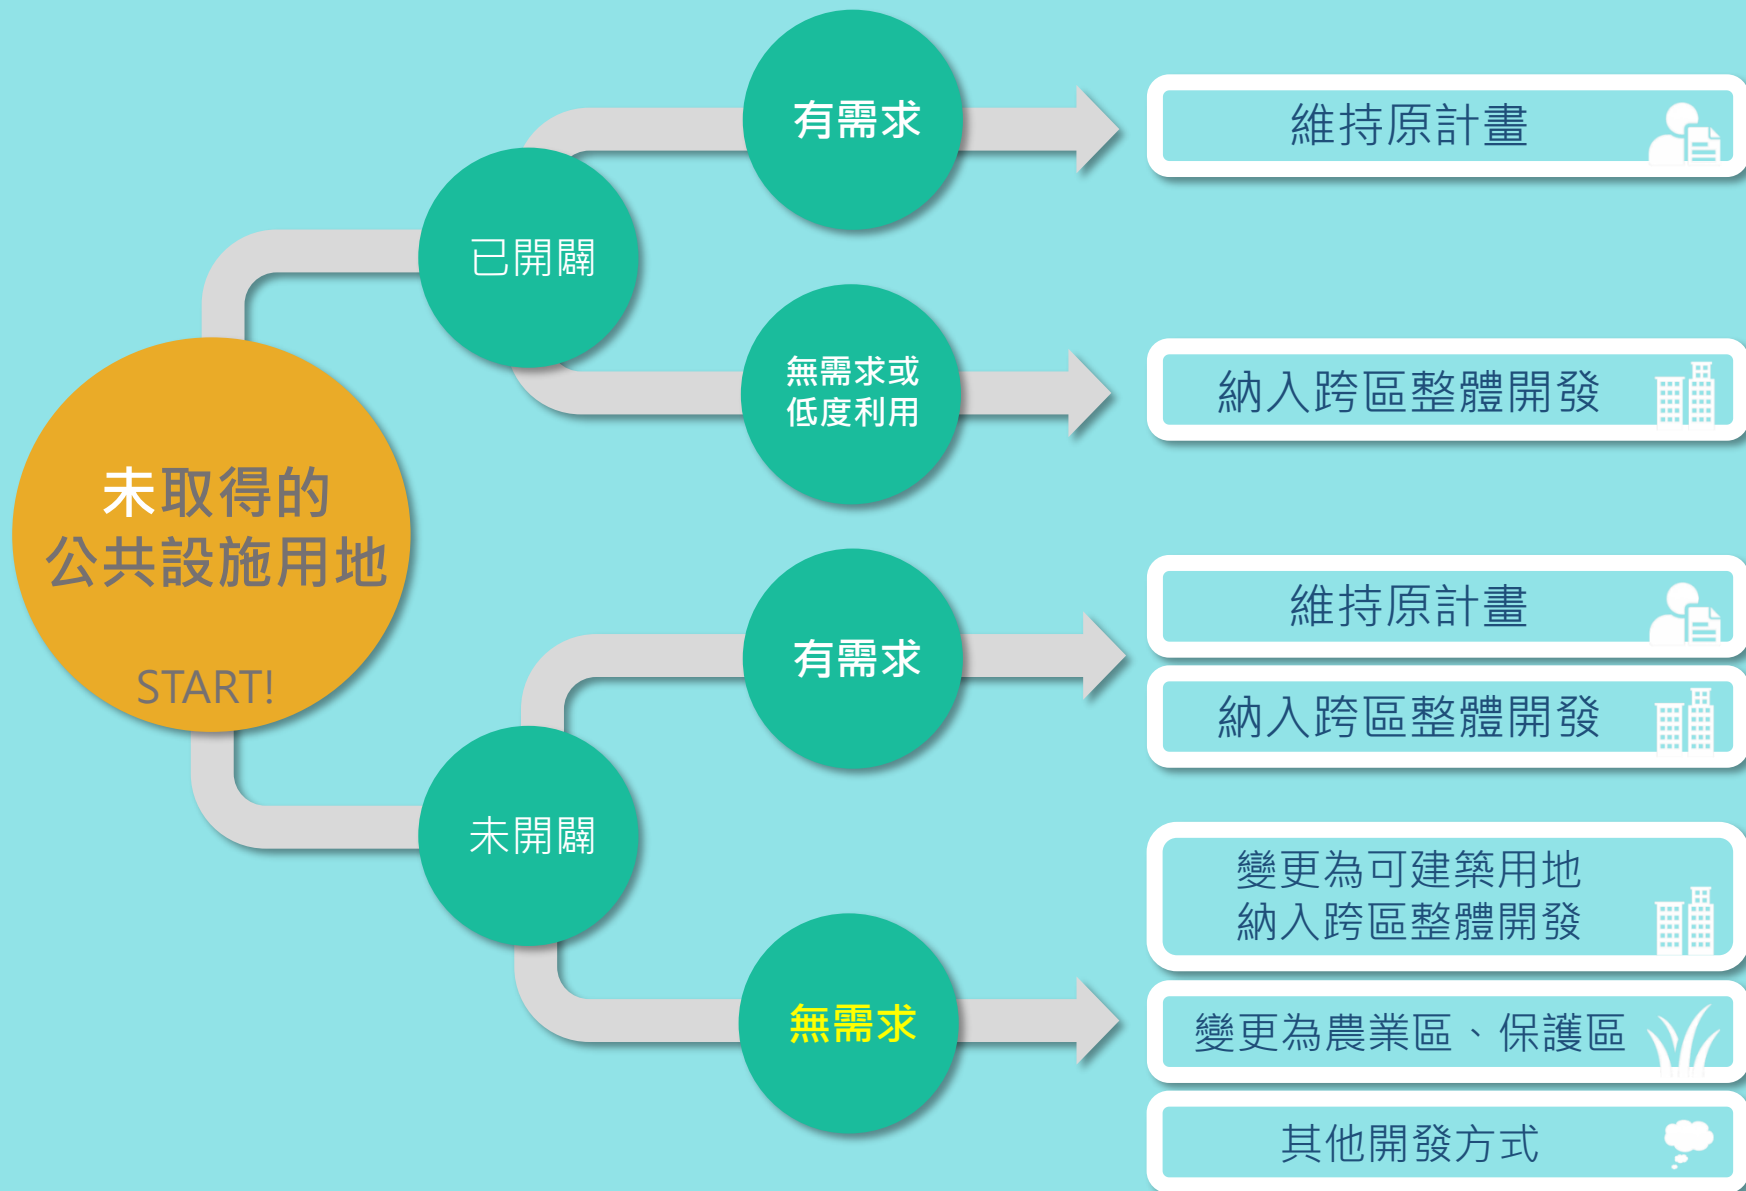 未取得的
公共設施用地
START!
已開闢
有需求
維持原計畫
無需求或
低度利用
納入跨區整體開發
未開闢
有需求
維持原計畫
納入跨區整體開發
無需求
變更為可建築用地
納入跨區整體開發
變更為農業區、保護區
其他開發方式